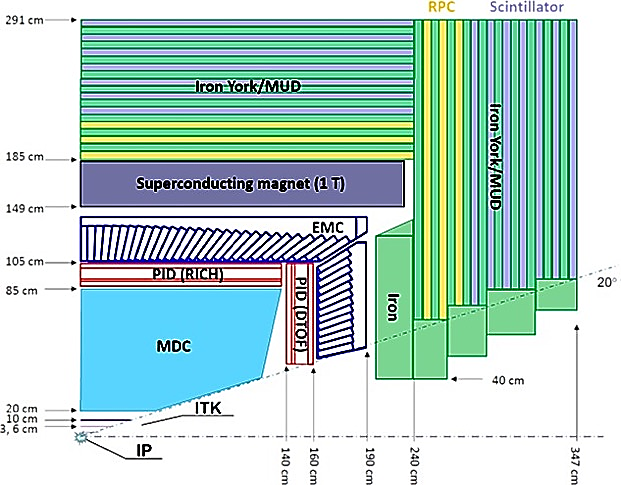 RPC Scintillator
291 cm
Iron York/MUD
Iron York/MUD
185 cm
Superconducting magnet (1 T)
149 cm
EMC
105 cm
PID (RICH)
PID (DTOF)
Iron
20°
85 cm
MDC
40 cm
20 cm
ITK
10 cm
3, 6 cm
IP
140 cm
160 cm
190 cm
240 cm
347 cm